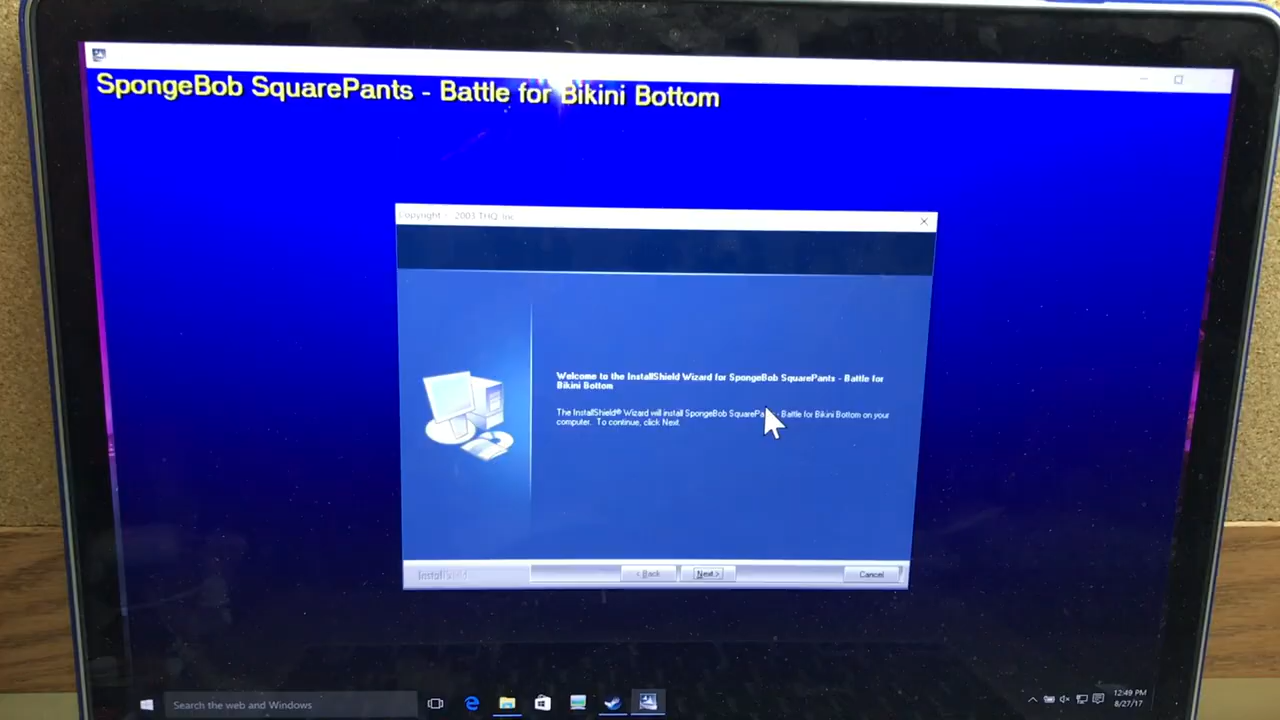 SpongeBob SquarePants - Battle for Bikini Bottom
Copyright © 2003 THQ Inc.
Welcome to the InstallShield Wizard for SpongeBob SquarePants - Battle for
Bikini Bottom
The InstallShield® Wizard will install SpongeBob SquarePants - Battle for Bikini Bottom on your
computer. To continue, click Next.
InstallShield
< Back
Next >
Cancel
Search the web and Windows
12:49 PM
8/27/17